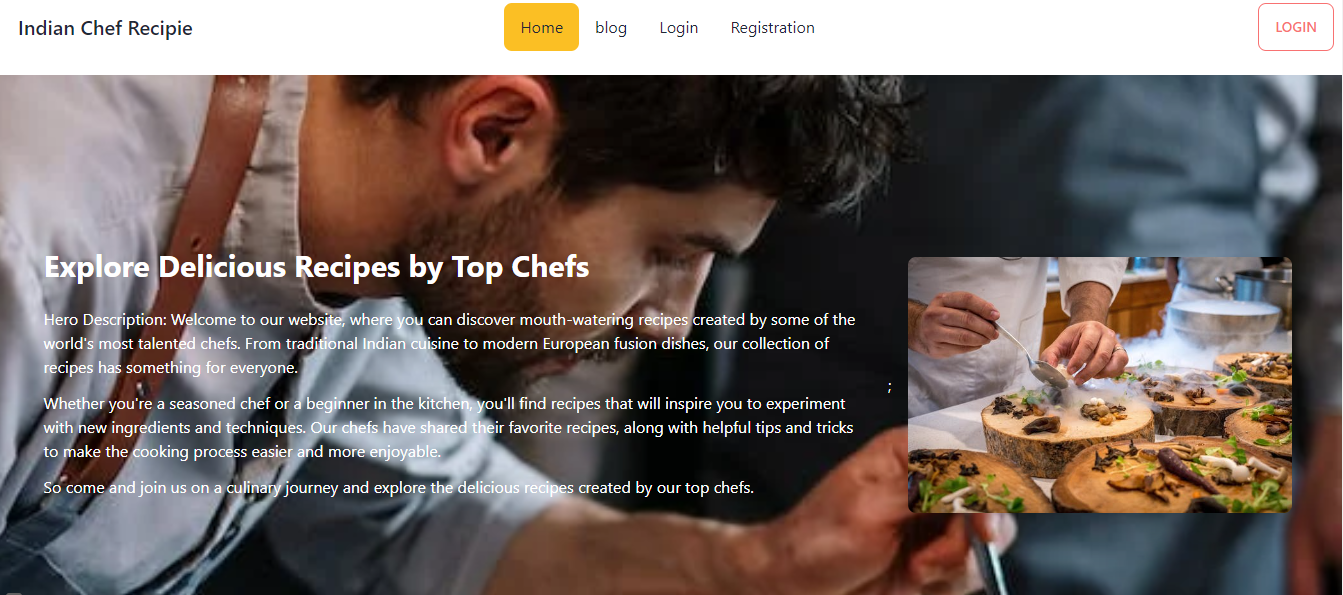 Indian Chef Recipie
Home
blog
Login
Registration
LOGIN
Explore Delicious Recipes by Top Chefs
Hero Description: Welcome to our website, where you can discover mouth-watering recipes created by some of the
world's most talented chefs. From traditional Indian cuisine to modern European fusion dishes, our collection of
recipes has something for everyone.
Whether you're a seasoned chef or a beginner in the kitchen, you'll find recipes that will inspire you to experiment
with new ingredients and techniques. Our chefs have shared their favorite recipes, along with helpful tips and tricks
to make the cooking process easier and more enjoyable.
So come and join us on a culinary journey and explore the delicious recipes created by our top chefs.
;